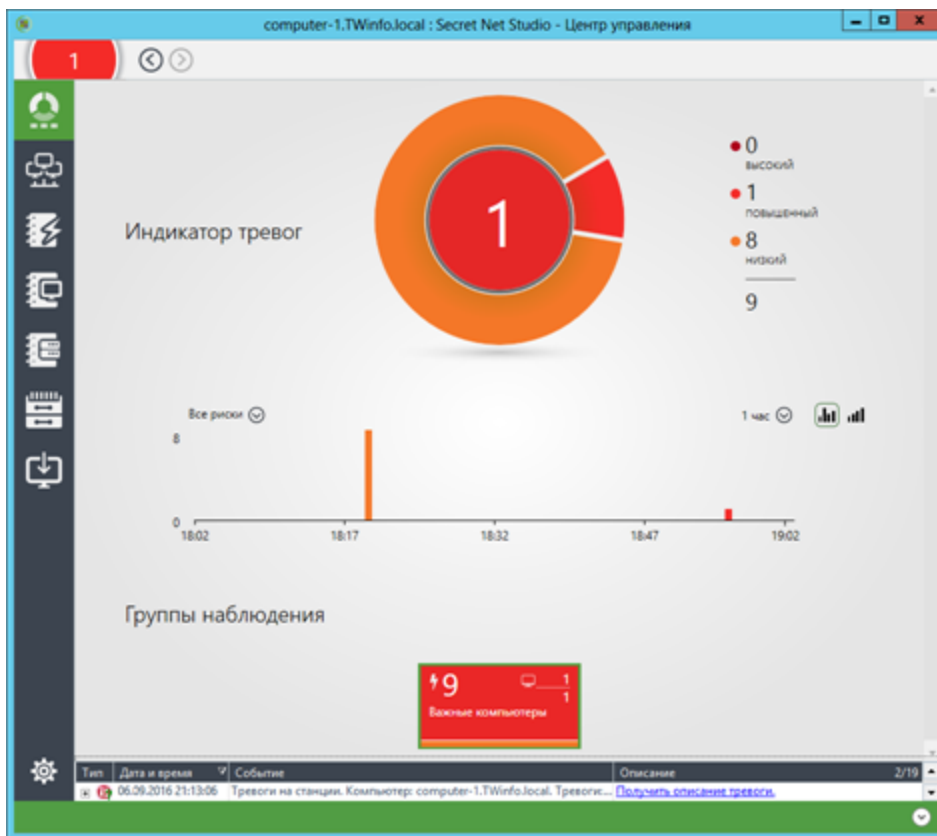 computer-1.TWinfo.local : Secret Net Studio - Центр управления
1
Индикатор тревог
1
0
высокий
1
повышенный
8
низкий
9
Все риски
1 час
8
0
18:02 18:17 18:32 18:47 19:02
Группы наблюдения
9 1
1
Важные компьютеры
Тип Дата и время Событие Описание 2/19
06.09.2016 21:13:06 Тревоги на станции. Компьютер: computer-1.TWinfo.local. Тревоги:... Получить описание тревоги.